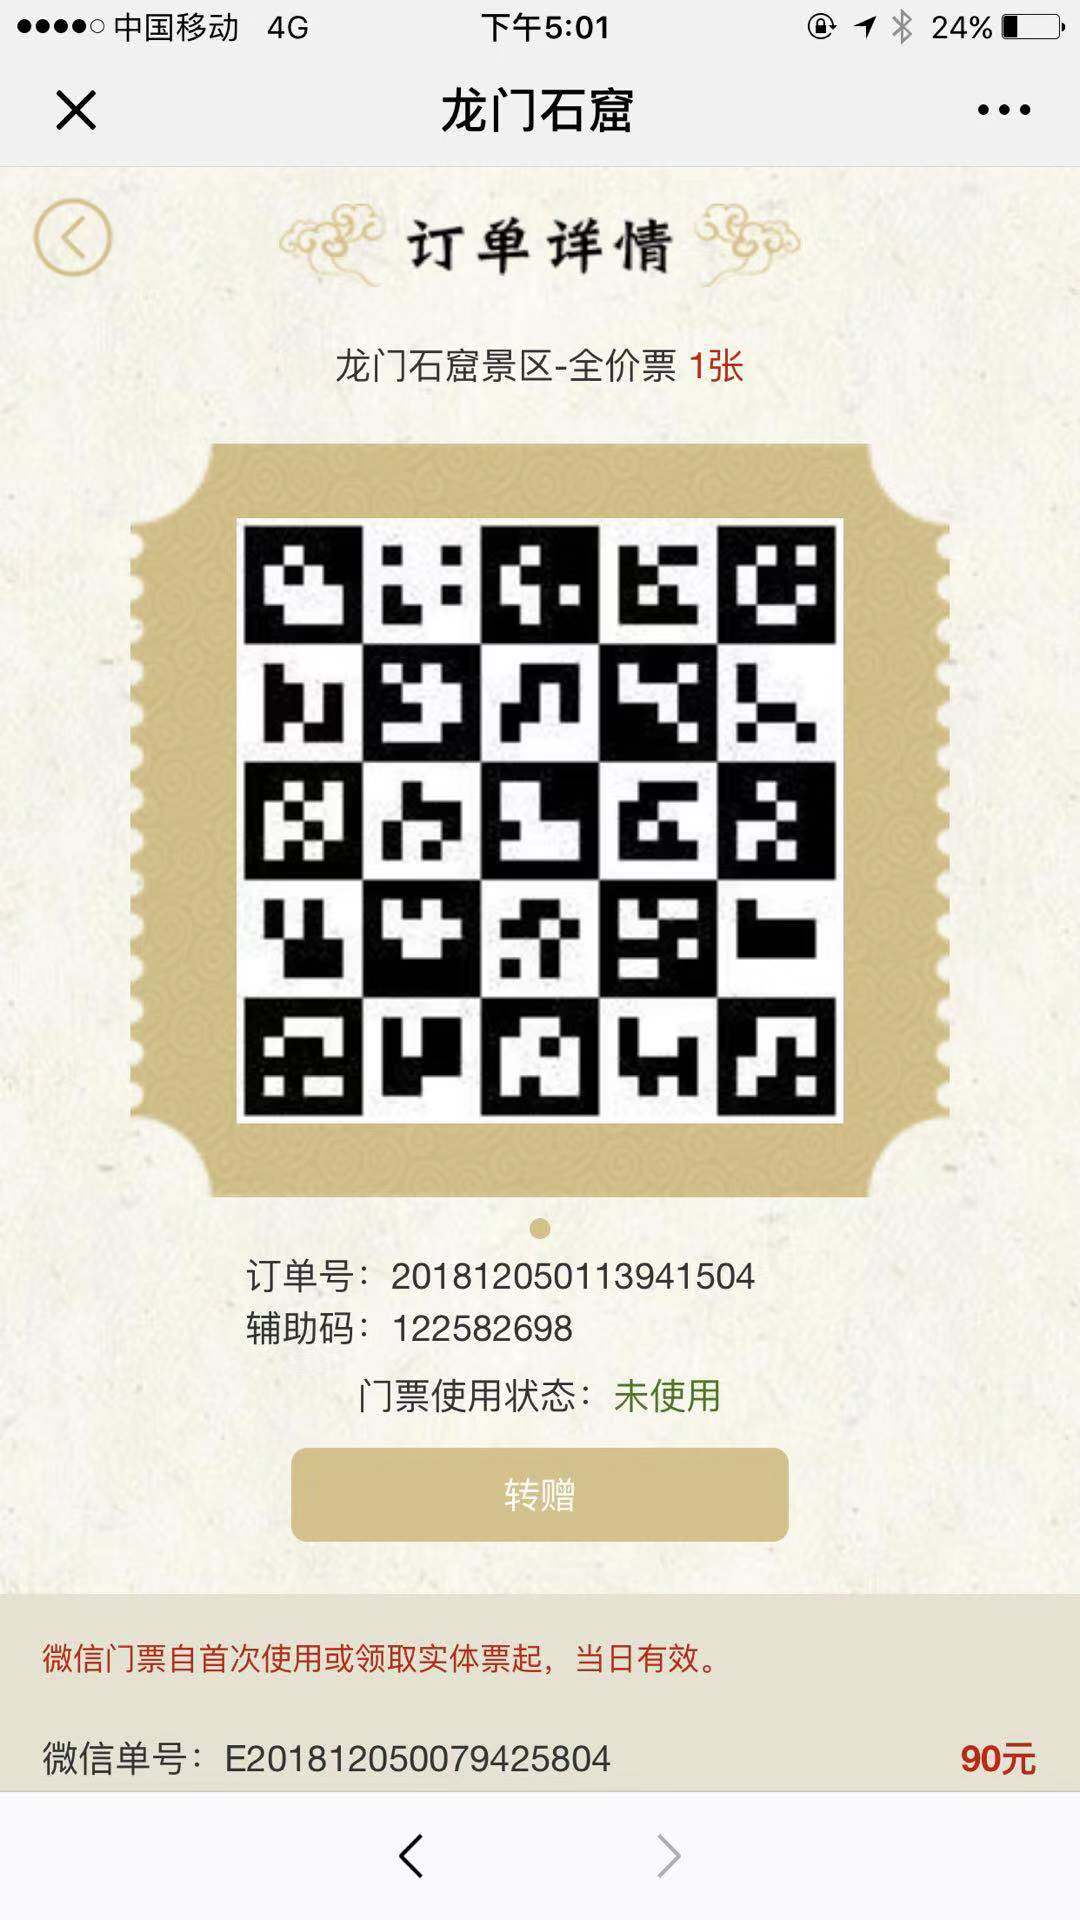 中国移动 4G 下午5:01 24%
龙门石窟
订单详情
龙门石窟景区-全价票 1张
订单号：201812050113941504
辅助码：122582698
门票使用状态：未使用
转赠
微信门票自首次使用或领取实体票起，当日有效。
微信单号：E201812050079425804 90元